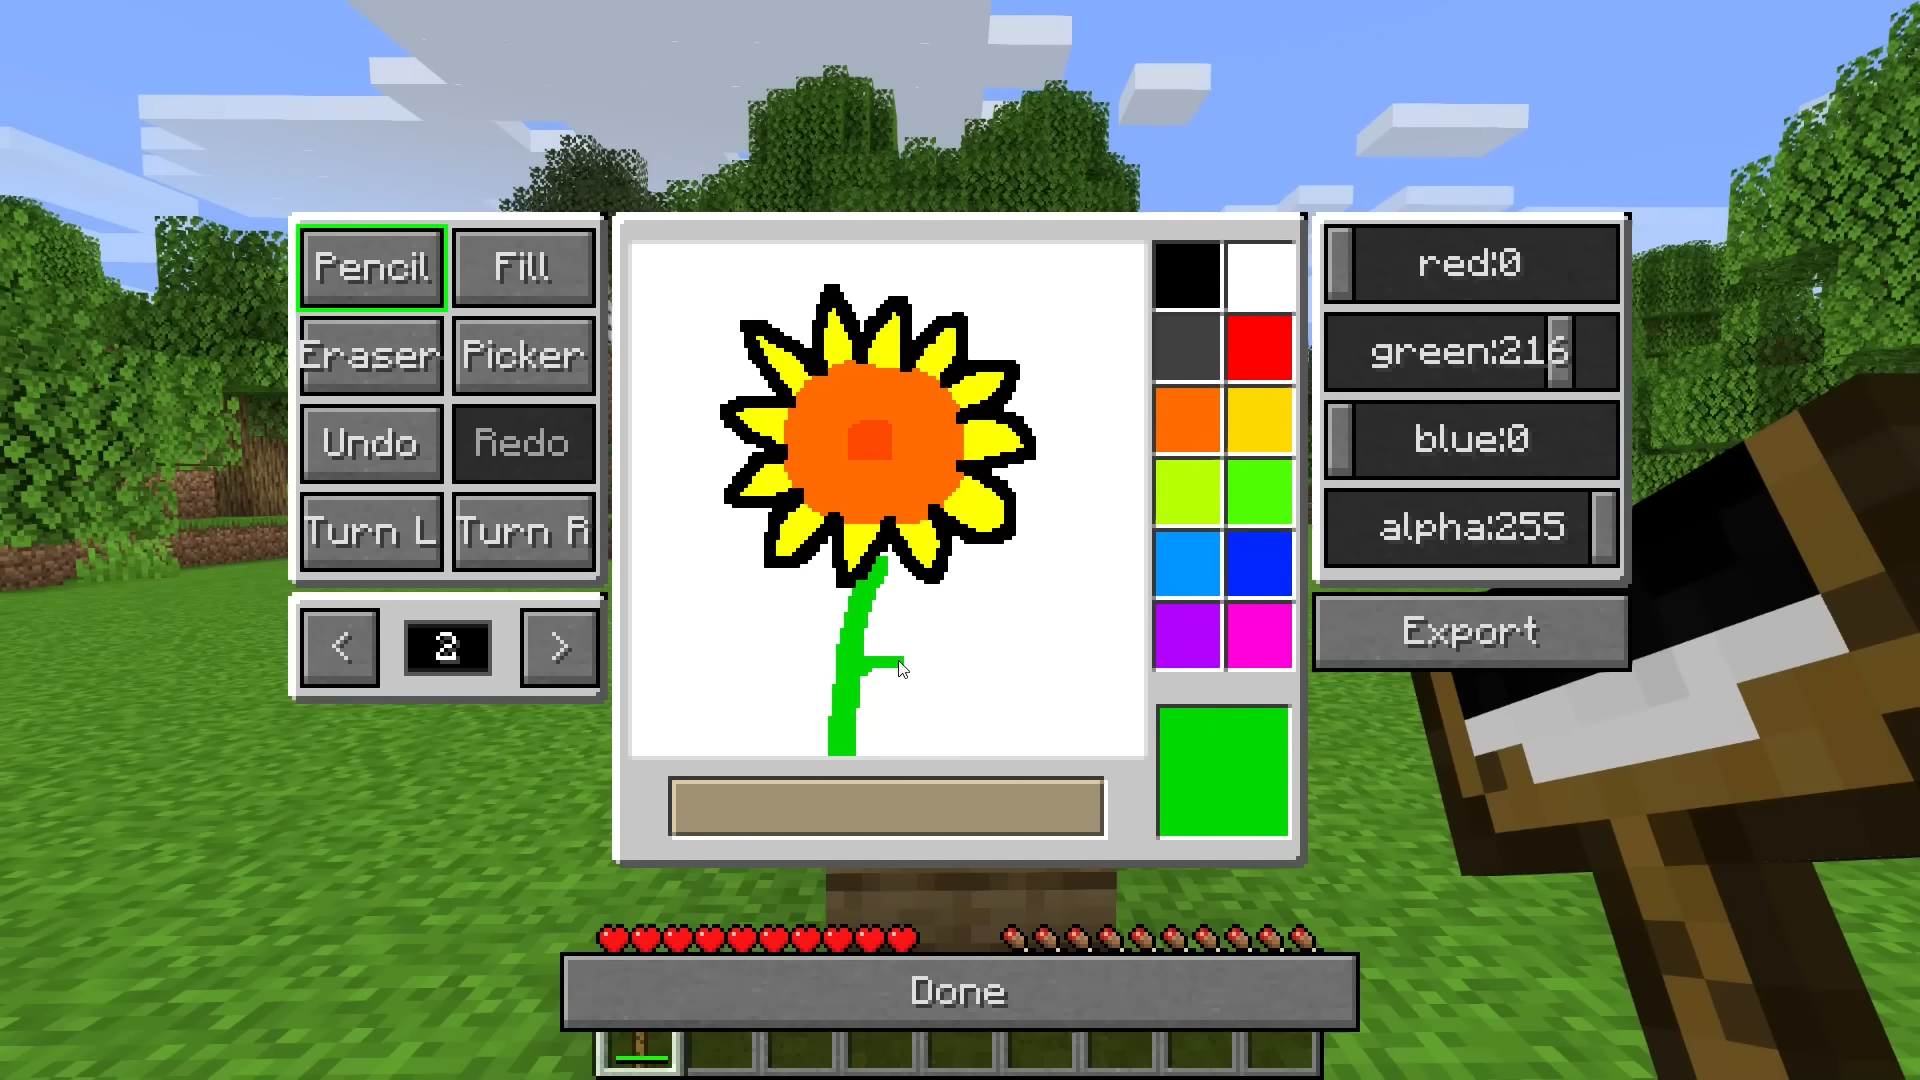 Pencil
Fill
Eraser
Picker
Undo
Redo
Turn L
Turn R
<
2
>
red:0
green:216
blue:0
alpha:255
Export
Done